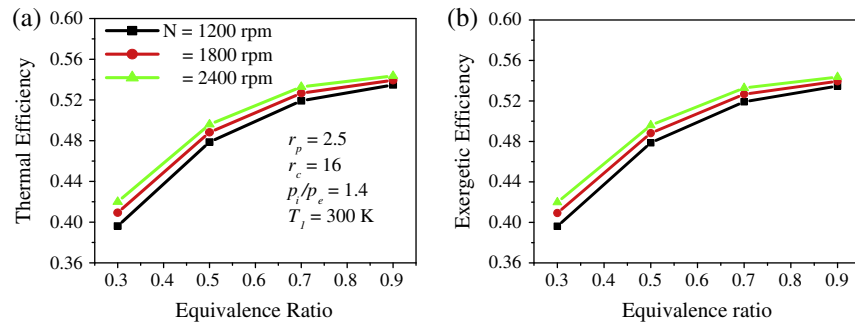 (a)
0.60
0.56
0.52
0.48
0.44
0.40
0.36
Thermal Efficiency
N = 1200 rpm
= 1800 rpm
= 2400 rpm
r_p = 2.5
r_c = 16
p_i/p_e = 1.4
T_1 = 300 K
0.3 0.4 0.5 0.6 0.7 0.8 0.9
Equivalence Ratio
(b)
0.60
0.56
0.52
0.48
0.44
0.40
0.36
Exergetic Efficiency
0.3 0.4 0.5 0.6 0.7 0.8 0.9
Equivalence ratio